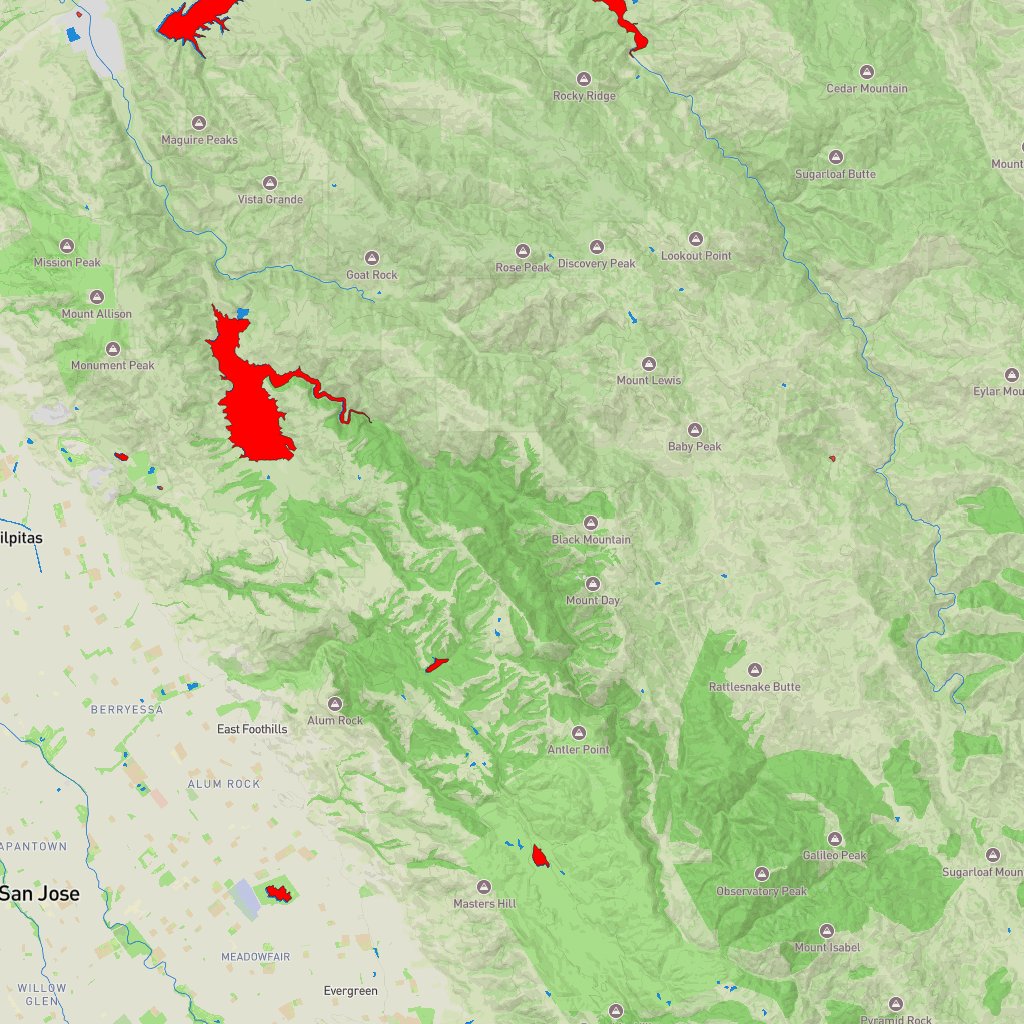 Rocky Ridge
Cedar Mountain
Maguire Peaks
Mount
Sugarloaf Butte
Vista Grande
Mission Peak
Goat Rock
Rose Peak
Discovery Peak
Lookout Point
Mount Allison
Monument Peak
Mount Lewis
Eylar Mou
Baby Peak
ilpitas
Black Mountain
Mount Day
Rattlesnake Butte
BERRYESSA
East Foothills
Alum Rock
Antler Point
ALUM ROCK
APANTOWN
Galileo Peak
Sugarloaf Mount
San Jose
Observatory Peak
Masters Hill
Mount Isabel
MEADOWFAIR
WILLOW
GLEN
Evergreen
Pyramid Rock